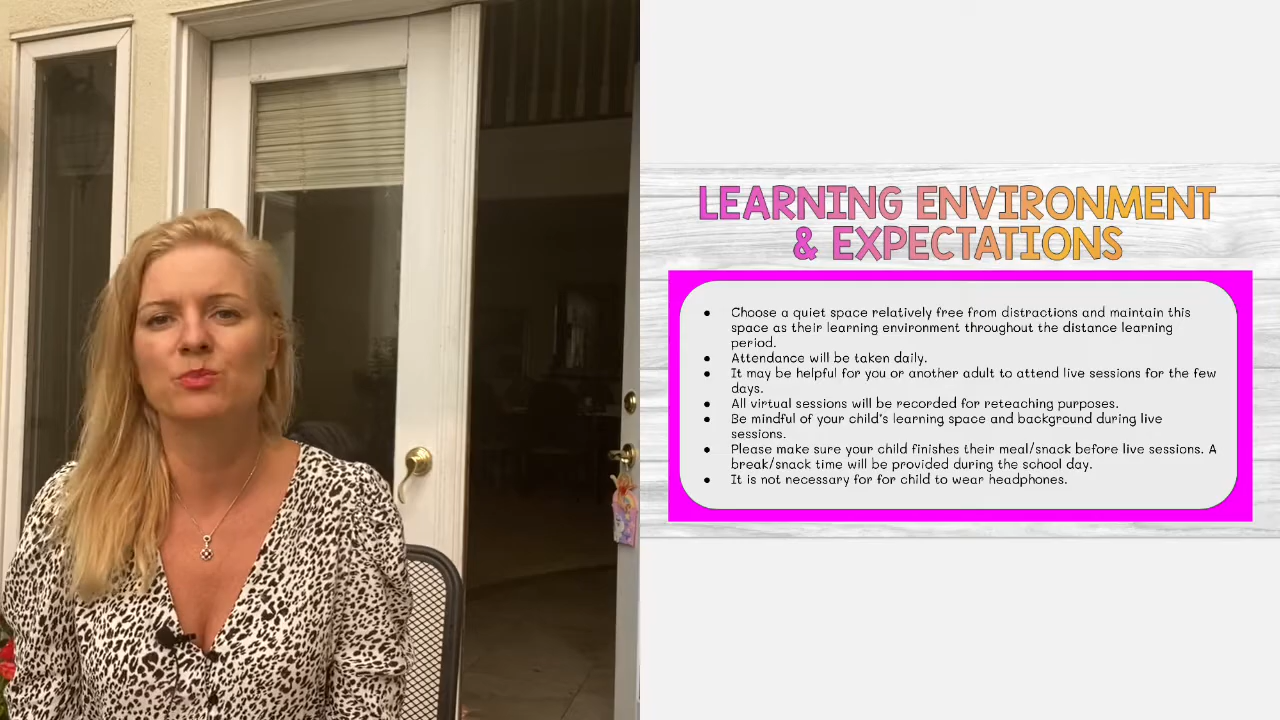 LEARNING ENVIRONMENT
& EXPECTATIONS
● Choose a quiet space relatively free from distractions and maintain this
space as their learning environment throughout the distance learning
period.
● Attendance will be taken daily.
● It may be helpful for you or another adult to attend live sessions for the few
days.
● All virtual sessions will be recorded for reteaching purposes.
● Be mindful of your child's learning space and background during live
sessions.
● Please make sure your child finishes their meal/snack before live sessions. A
break/snack time will be provided during the school day.
● It is not necessary for for child to wear headphones.